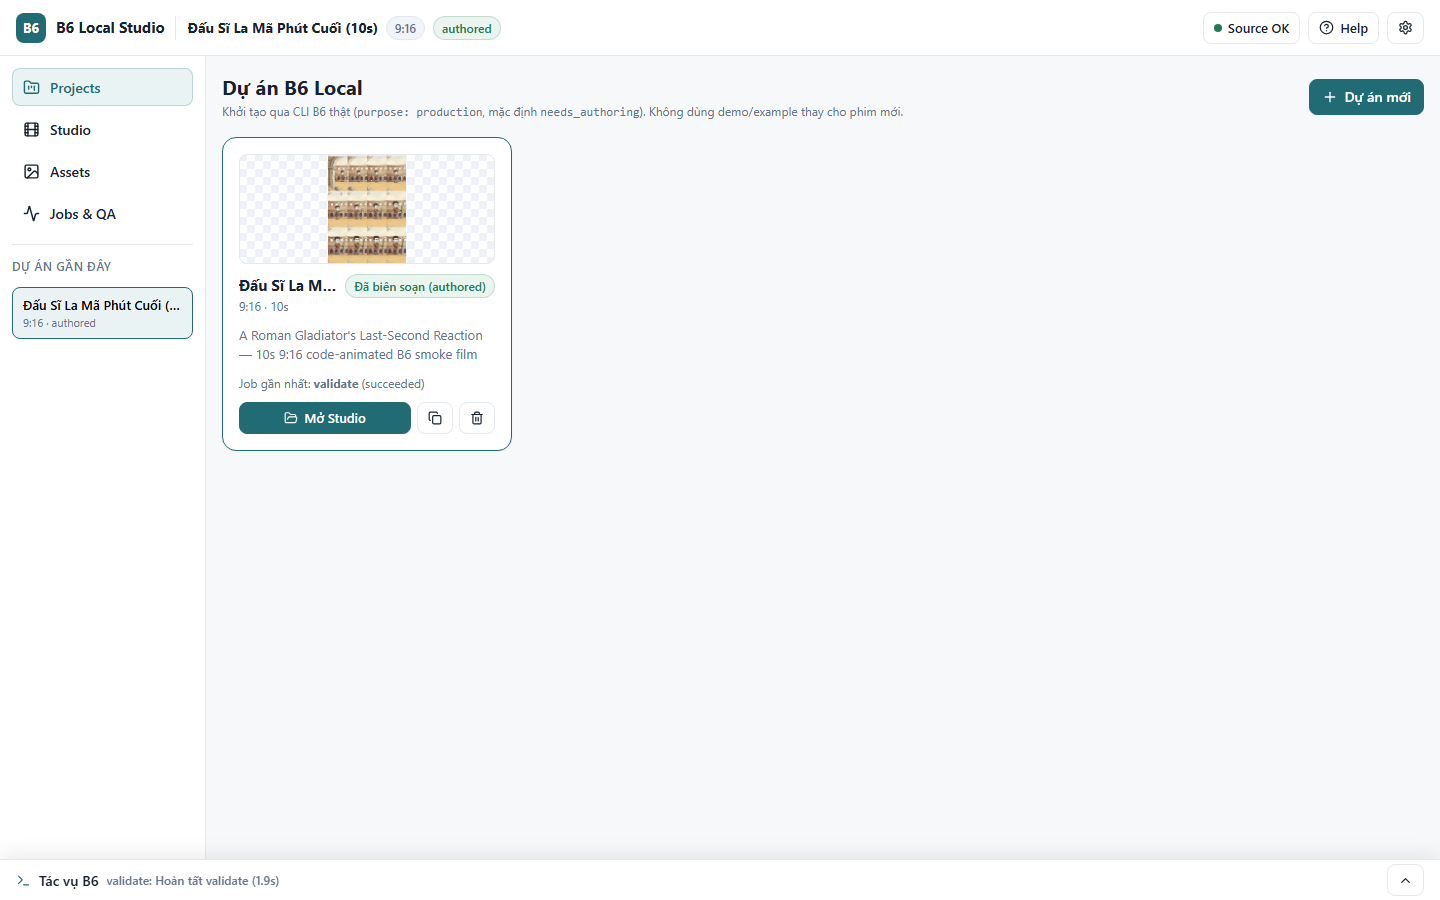 B6
B6 Local Studio
Đấu Sĩ La Mã Phút Cuối (10s)
9:16
authored
Source OK
Help
Projects
Studio
Assets
Jobs & QA
DỰ ÁN GẦN ĐÂY
Đấu Sĩ La Mã Phút Cuối (...
9:16 · authored
Dự án B6 Local
Khởi tạo qua CLI B6 thật (purpose: production, mặc định needs_authoring). Không dùng demo/example thay cho phim mới.
Dự án mới
Đấu Sĩ La M...
Đã biên soạn (authored)
9:16 · 10s
A Roman Gladiator's Last-Second Reaction
— 10s 9:16 code-animated B6 smoke film
Job gần nhất: validate (succeeded)
Mở Studio
Tác vụ B6
validate: Hoàn tất validate (1.9s)